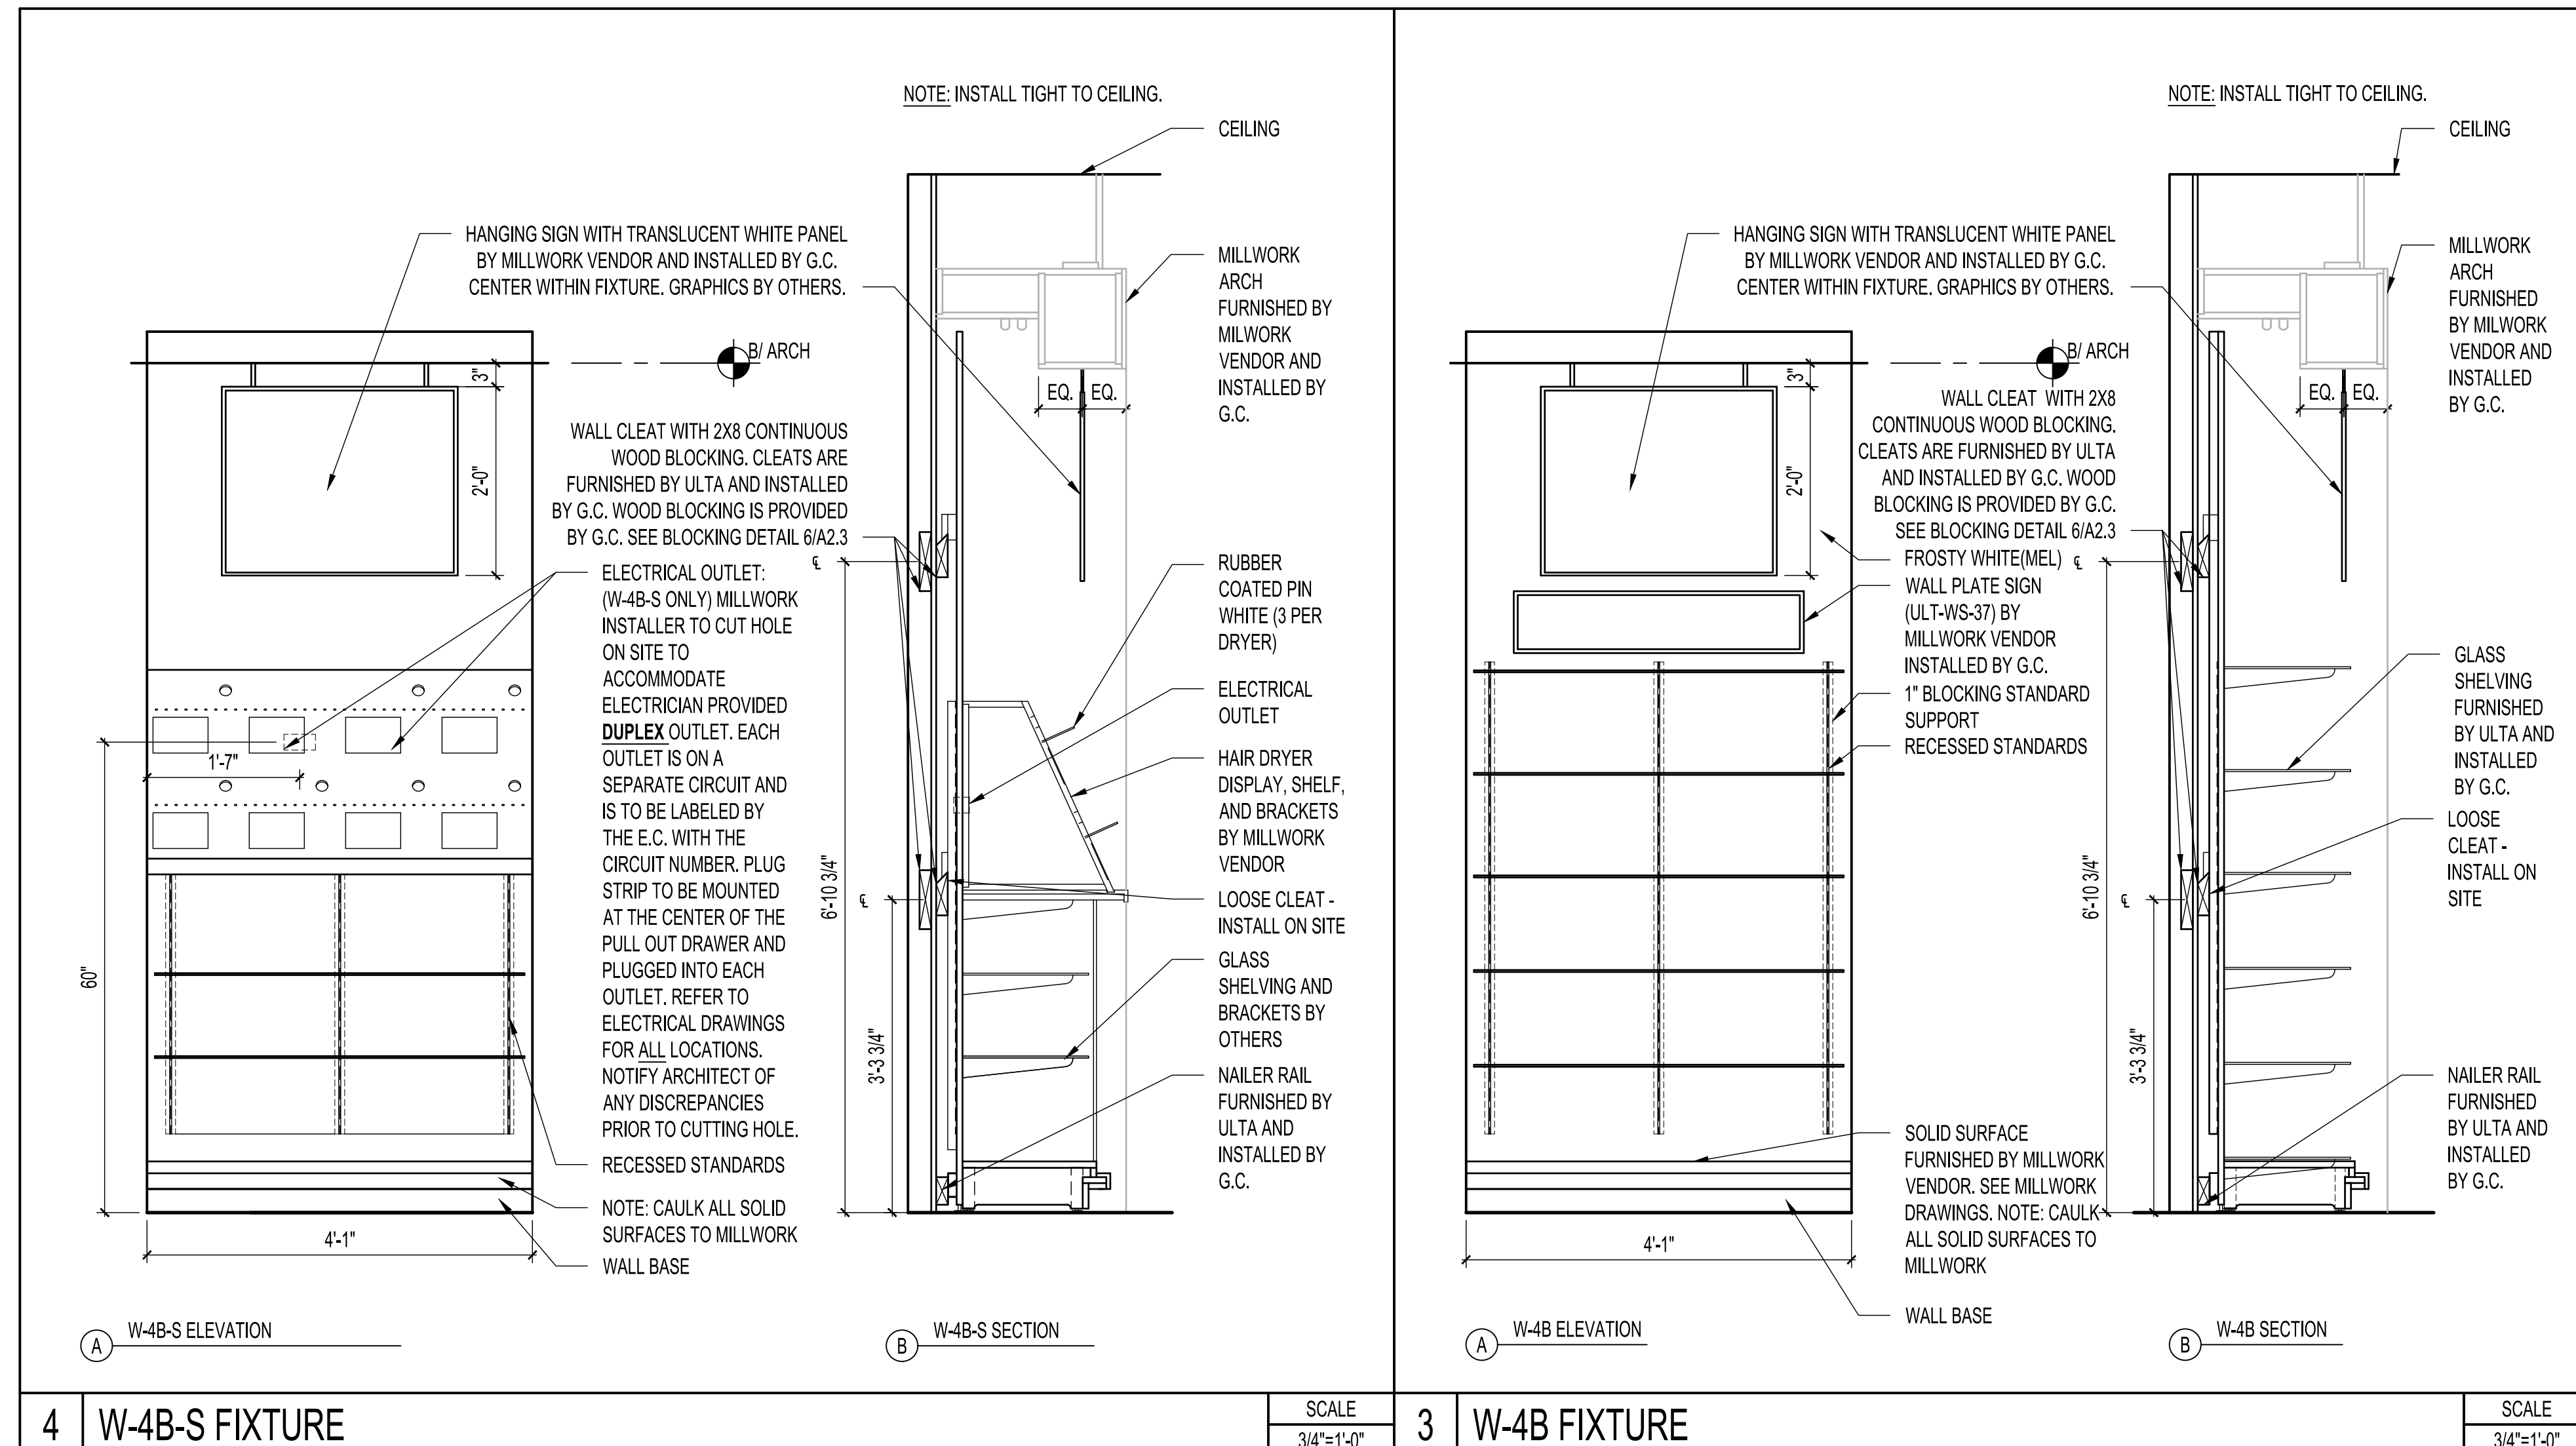 NOTE: INSTALL TIGHT TO CEILING.
CEILING
HANGING SIGN WITH TRANSLUCENT WHITE PANEL
BY MILLWORK VENDOR AND INSTALLED BY G.C.
CENTER WITHIN FIXTURE. GRAPHICS BY OTHERS.
MILLWORK
ARCH
FURNISHED BY
MILWORK
VENDOR AND
INSTALLED BY
G.C.
B/ ARCH
3"
EQ.
EQ.
2'-0"
WALL CLEAT WITH 2X8 CONTINUOUS
WOOD BLOCKING. CLEATS ARE
FURNISHED BY ULTA AND INSTALLED
BY G.C. WOOD BLOCKING IS PROVIDED
BY G.C. SEE BLOCKING DETAIL 6/A2.3
℄
ELECTRICAL OUTLET:
(W-4B-S ONLY) MILLWORK
INSTALLER TO CUT HOLE
ON SITE TO
ACCOMMODATE
ELECTRICIAN PROVIDED
DUPLEX OUTLET. EACH
OUTLET IS ON A
SEPARATE CIRCUIT AND
IS TO BE LABELED BY
THE E.C. WITH THE
CIRCUIT NUMBER. PLUG
STRIP TO BE MOUNTED
AT THE CENTER OF THE
PULL OUT DRAWER AND
PLUGGED INTO EACH
OUTLET. REFER TO
ELECTRICAL DRAWINGS
FOR ALL LOCATIONS.
NOTIFY ARCHITECT OF
ANY DISCREPANCIES
PRIOR TO CUTTING HOLE.
RECESSED STANDARDS
NOTE: CAULK ALL SOLID
SURFACES TO MILLWORK
WALL BASE
1'-7"
60"
4'-1"
RUBBER
COATED PIN
WHITE (3 PER
DRYER)
ELECTRICAL
OUTLET
HAIR DRYER
DISPLAY, SHELF,
AND BRACKETS
BY MILLWORK
VENDOR
LOOSE CLEAT -
INSTALL ON SITE
GLASS
SHELVING AND
BRACKETS BY
OTHERS
NAILER RAIL
FURNISHED BY
ULTA AND
INSTALLED BY
G.C.
6'-10 3/4"
℄
3'-3 3/4"
A W-4B-S ELEVATION
B W-4B-S SECTION
4 W-4B-S FIXTURE
SCALE
3/4"=1'-0"
NOTE: INSTALL TIGHT TO CEILING.
CEILING
HANGING SIGN WITH TRANSLUCENT WHITE PANEL
BY MILLWORK VENDOR AND INSTALLED BY G.C.
CENTER WITHIN FIXTURE. GRAPHICS BY OTHERS.
MILLWORK
ARCH
FURNISHED
BY MILWORK
VENDOR AND
INSTALLED
BY G.C.
B/ ARCH
3"
EQ.
EQ.
2'-0"
WALL CLEAT WITH 2X8
CONTINUOUS WOOD BLOCKING.
CLEATS ARE FURNISHED BY ULTA
AND INSTALLED BY G.C. WOOD
BLOCKING IS PROVIDED BY G.C.
SEE BLOCKING DETAIL 6/A2.3
FROSTY WHITE(MEL)
℄
WALL PLATE SIGN
(ULT-WS-37) BY
MILLWORK VENDOR
INSTALLED BY G.C.
1" BLOCKING STANDARD
SUPPORT
RECESSED STANDARDS
SOLID SURFACE
FURNISHED BY MILLWORK
VENDOR. SEE MILLWORK
DRAWINGS. NOTE: CAULK
ALL SOLID SURFACES TO
MILLWORK
WALL BASE
4'-1"
GLASS
SHELVING
FURNISHED
BY ULTA AND
INSTALLED
BY G.C.
LOOSE
CLEAT -
INSTALL ON
SITE
NAILER RAIL
FURNISHED
BY ULTA AND
INSTALLED
BY G.C.
6'-10 3/4"
℄
3'-3 3/4"
A W-4B ELEVATION
B W-4B SECTION
3 W-4B FIXTURE
SCALE
3/4"=1'-0"